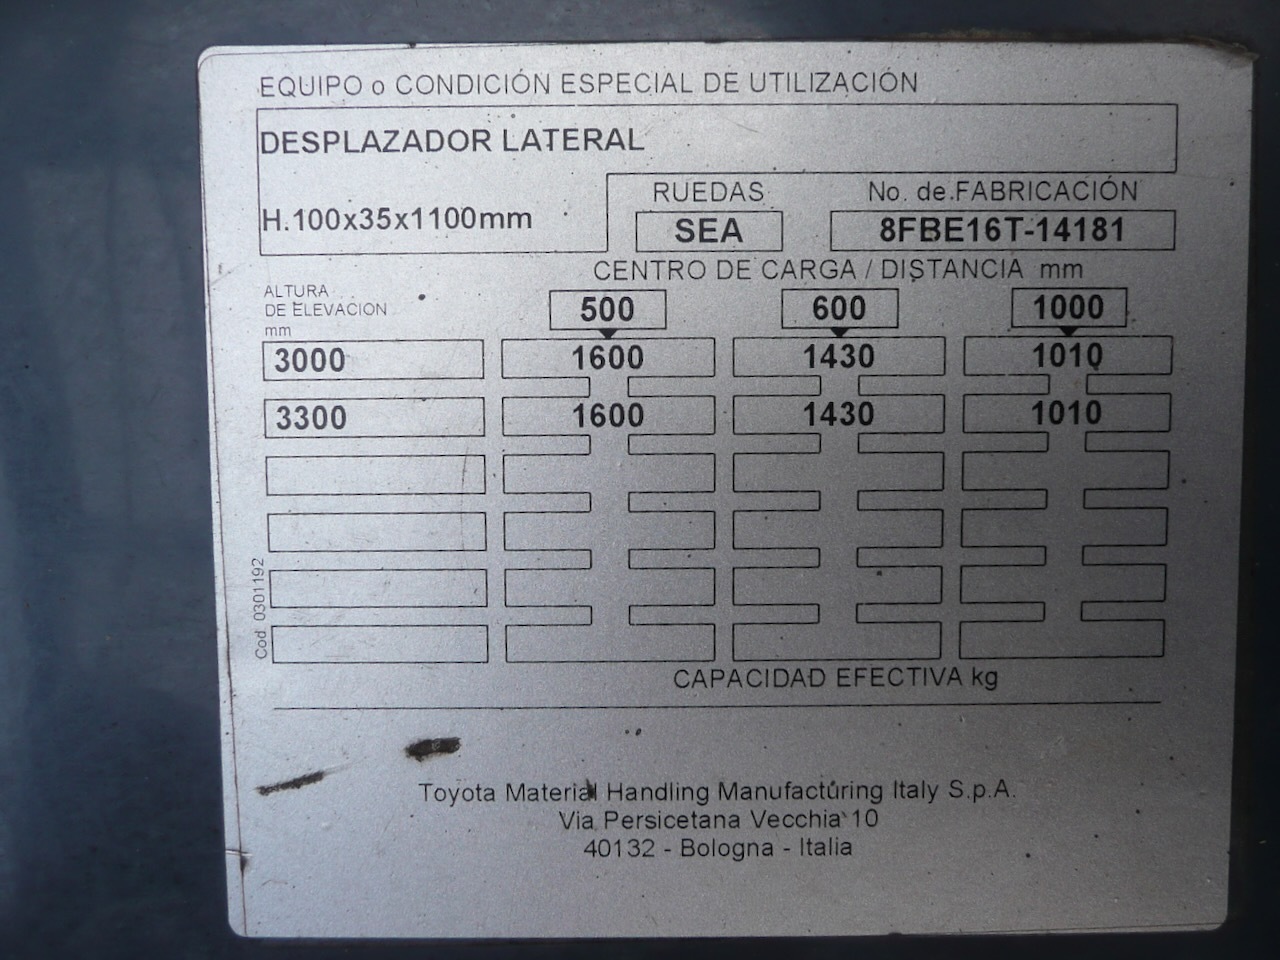 EQUIPO o CONDICIÓN ESPECIAL DE UTILIZACIÓN
DESPLAZADOR LATERAL
H.100x35x1100mm
RUEDAS
SEA
No. de.FABRICACIÓN
8FBE16T-14181
CENTRO DE CARGA / DISTANCIA mm
ALTURA
DE ELEVACION
mm
500 600 1000
3000 1600 1430 1010
3300 1600 1430 1010
Cod 0301192
CAPACIDAD EFECTIVA kg
Toyota Material Handling Manufacturing Italy S.p.A.
Via Persicetana Vecchia 10
40132 - Bologna - Italia